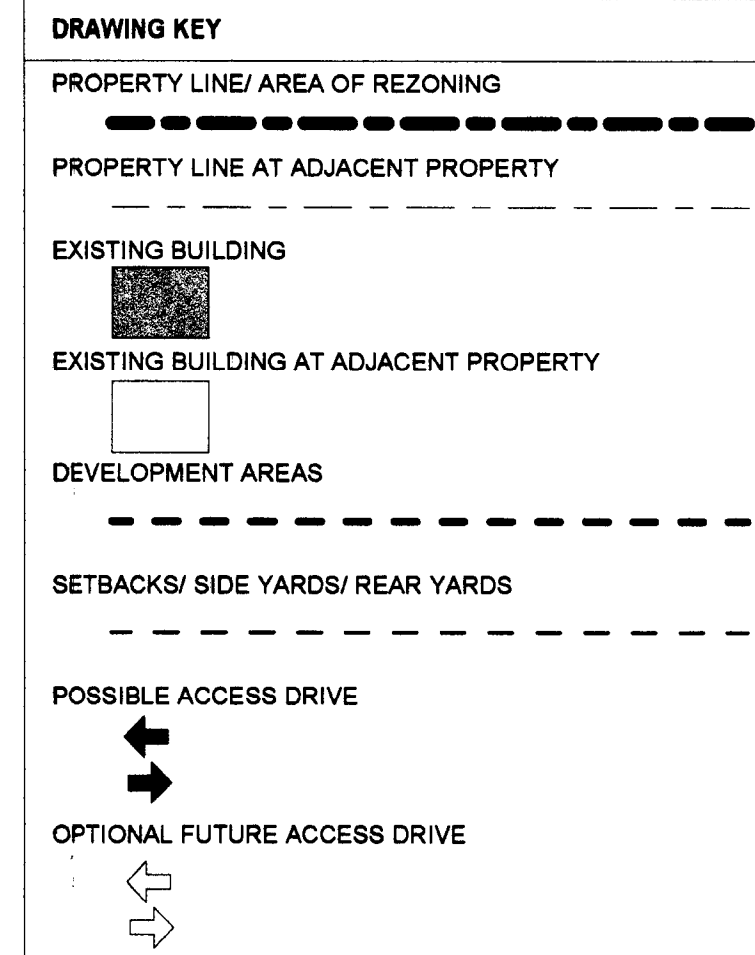 DRAWING KEY
PROPERTY LINE/ AREA OF REZONING
PROPERTY LINE AT ADJACENT PROPERTY
EXISTING BUILDING
EXISTING BUILDING AT ADJACENT PROPERTY
DEVELOPMENT AREAS
SETBACKS/ SIDE YARDS/ REAR YARDS
POSSIBLE ACCESS DRIVE
OPTIONAL FUTURE ACCESS DRIVE